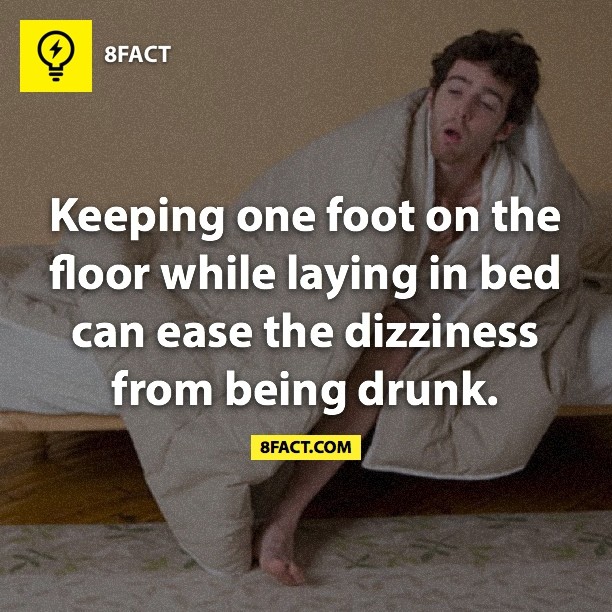 8FACT
Keeping one foot on the
floor while laying in bed
can ease the dizziness
from being drunk.
8FACT.COM